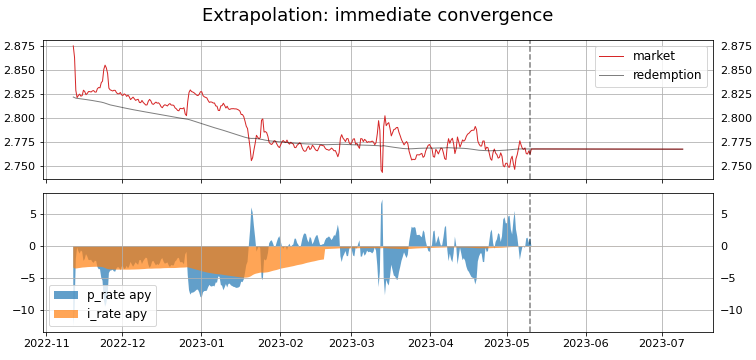 Extrapolation: immediate convergence
2.875 2.875
2.850 2.850
2.825 2.825
2.800 2.800
2.775 2.775
2.750 2.750
market
redemption
5 5
0 0
−5 −5
−10 −10
p_rate apy
i_rate apy
2022-11 2022-12 2023-01 2023-02 2023-03 2023-04 2023-05 2023-06 2023-07